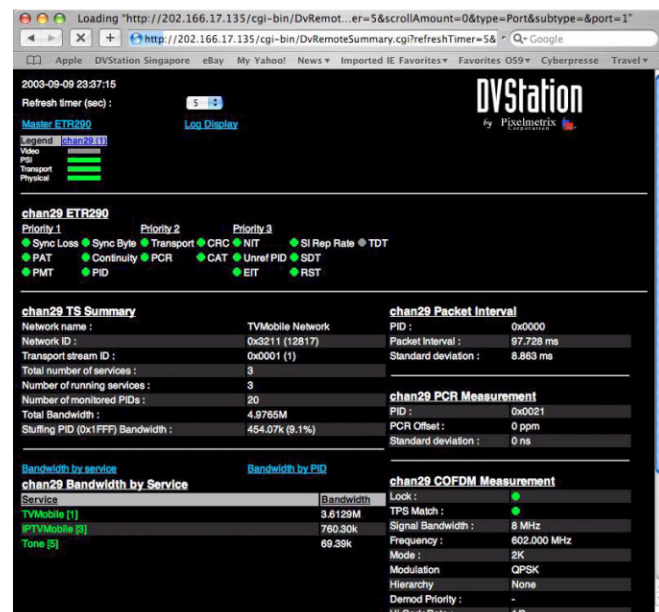 Loading "http://202.166.17.135/cgi-bin/DvRemot...er=5&scrollAmount=0&type=Port&subtype=&port=1"
http://202.166.17.135/cgi-bin/DvRemoteSummary.cgi?refreshTimer=5& Google
Apple DVStation Singapore eBay My Yahoo! News Imported IE Favorites Favorites OS9 Cyberpresse Travel
2003-09-09 23:37:15
Refresh timer (sec) : 5
DVStation
by Pixelmetrix
Corporation
Master ETR290 Log Display
Legend chan29 (1)
Video
PSI
Transport
Physical
chan29 ETR290
Priority 1 Priority 2 Priority 3
Sync Loss Sync Byte Transport CRC NIT SI Rep Rate TDT
PAT Continuity PCR CAT Unref PID SDT
PMT PID EIT RST
chan29 TS Summary
Network name : TVMobile Network
Network ID : 0x3211 (12817)
Transport stream ID : 0x0001 (1)
Total number of services : 3
Number of running services : 3
Number of monitored PIDs : 20
Total Bandwidth : 4.9765M
Stuffing PID (0x1FFF) Bandwidth : 454.07k (9.1%)
Bandwidth by service Bandwidth by PID
chan29 Bandwidth by Service
Service Bandwidth
TVMobile [1] 3.6129M
IPTVMobile [3] 760.30k
Tone [5] 69.39k
chan29 Packet Interval
PID : 0x0000
Packet Interval : 97.728 ms
Standard deviation : 8.863 ms
chan29 PCR Measurement
PID : 0x0021
PCR Offset : 0 ppm
Standard deviation : 0 ns
chan29 COFDM Measurement
Lock :
TPS Match :
Signal Bandwidth : 8 MHz
Frequency : 602.000 MHz
Mode : 2K
Modulation QPSK
Hierarchy None
Demod Priority : -